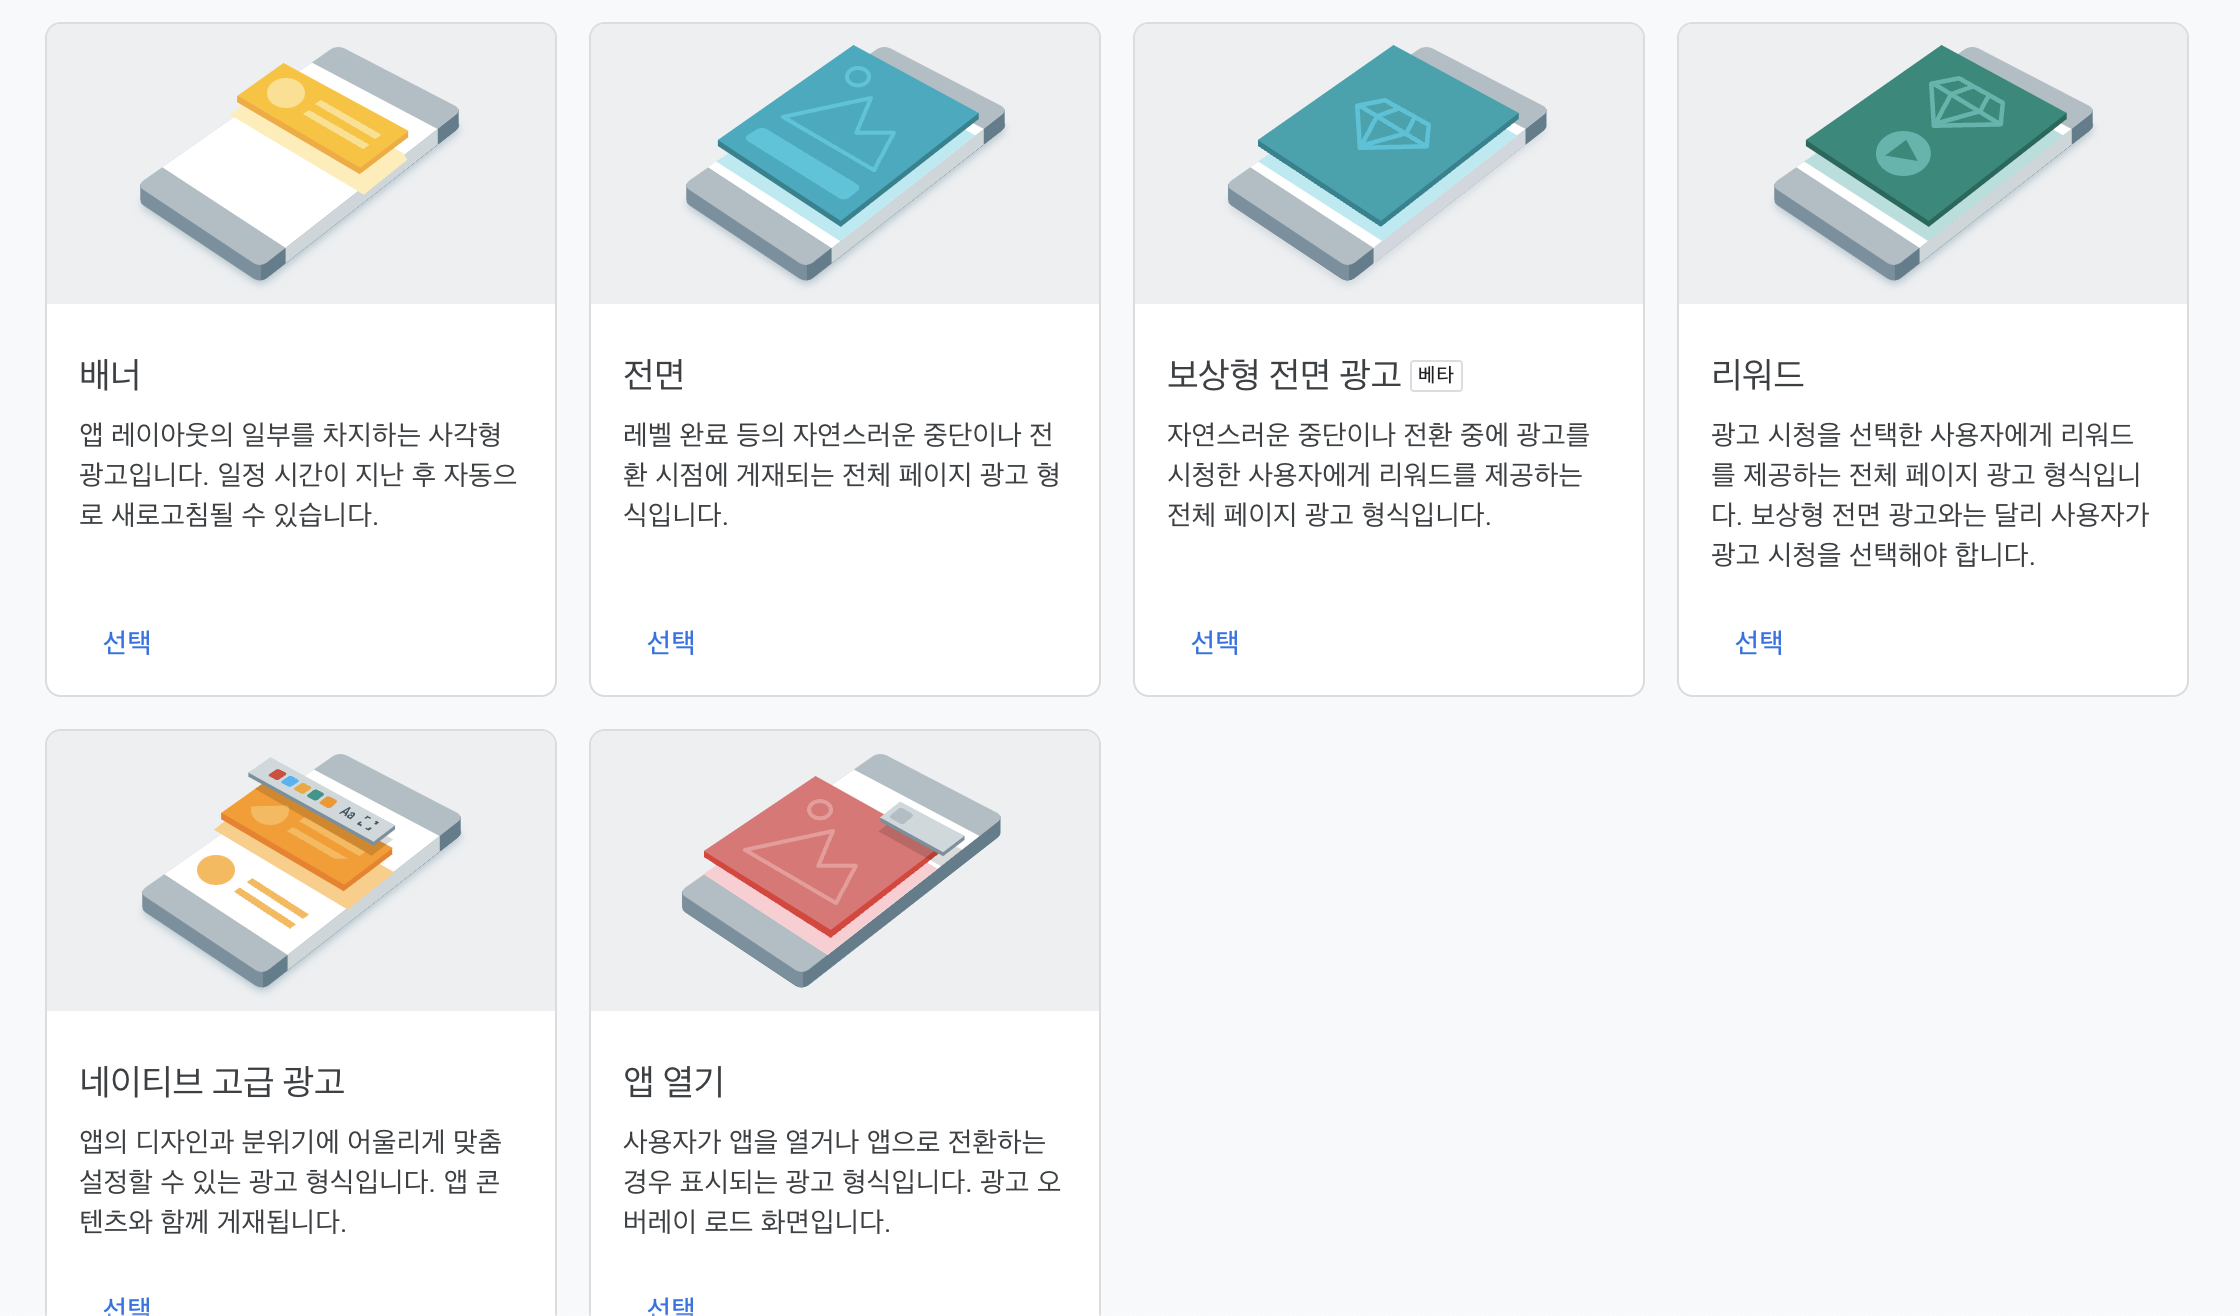 배너
앱 레이아웃의 일부를 차지하는 사각형
광고입니다. 일정 시간이 지난 후 자동으
로 새로고침될 수 있습니다.
선택
전면
레벨 완료 등의 자연스러운 중단이나 전
환 시점에 게재되는 전체 페이지 광고 형
식입니다.
선택
보상형 전면 광고 베타
자연스러운 중단이나 전환 중에 광고를
시청한 사용자에게 리워드를 제공하는
전체 페이지 광고 형식입니다.
선택
리워드
광고 시청을 선택한 사용자에게 리워드
를 제공하는 전체 페이지 광고 형식입니
다. 보상형 전면 광고와는 달리 사용자가
광고 시청을 선택해야 합니다.
선택
Aa
네이티브 고급 광고
앱의 디자인과 분위기에 어울리게 맞춤
설정할 수 있는 광고 형식입니다. 앱 콘
텐츠와 함께 게재됩니다.
선택
앱 열기
사용자가 앱을 열거나 앱으로 전환하는
경우 표시되는 광고 형식입니다. 광고 오
버레이 로드 화면입니다.
선택